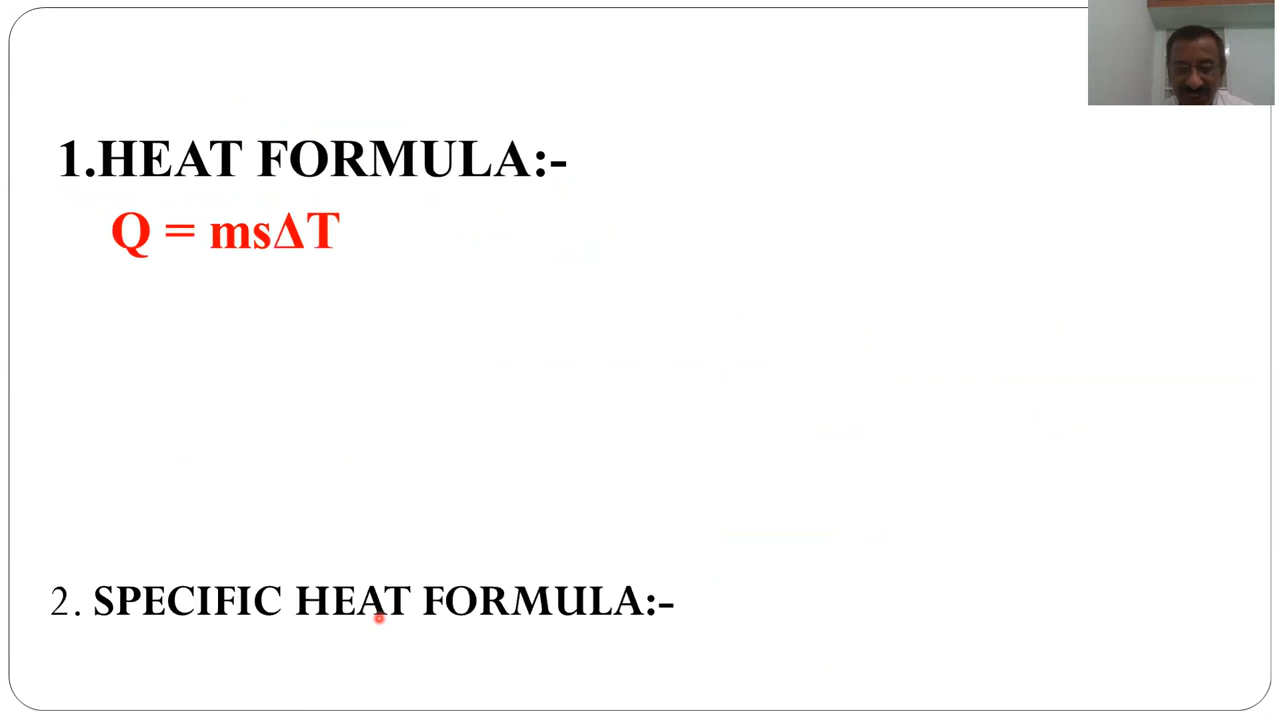 1.HEAT FORMULA:-
Q = msΔT
2. SPECIFIC HEAT FORMULA:-